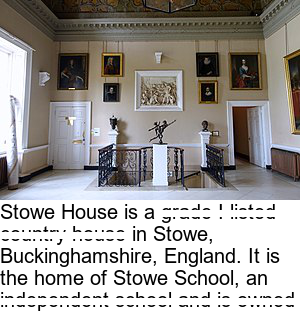 Stowe House is a grade I listed
country house in Stowe,
Buckinghamshire, England. It is
the home of Stowe School, an
independent school and is owned